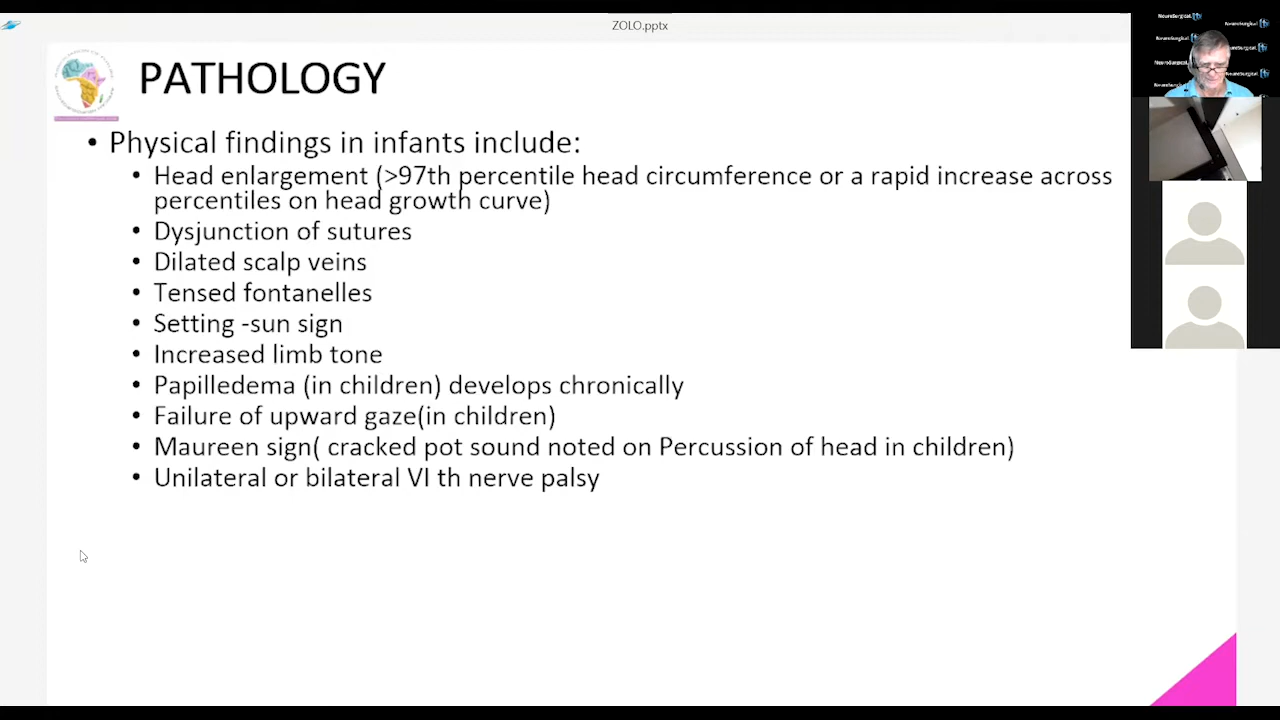 ZOLO.pptx
PATHOLOGY
• Physical findings in infants include:
• Head enlargement (>97th percentile head circumference or a rapid increase across
percentiles on head growth curve)
• Dysjunction of sutures
• Dilated scalp veins
• Tensed fontanelles
• Setting -sun sign
• Increased limb tone
• Papilledema (in children) develops chronically
• Failure of upward gaze(in children)
• Maureen sign( cracked pot sound noted on Percussion of head in children)
• Unilateral or bilateral VI th nerve palsy